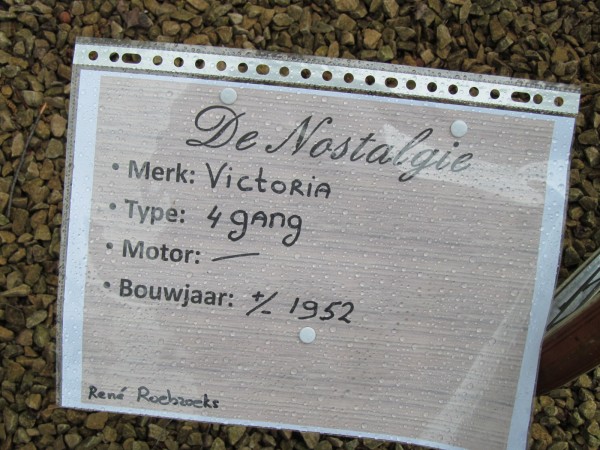 De Nostalgie
• Merk: Victoria
• Type: 4 gang
• Motor: —
• Bouwjaar: +/- 1952
René Roebroeks